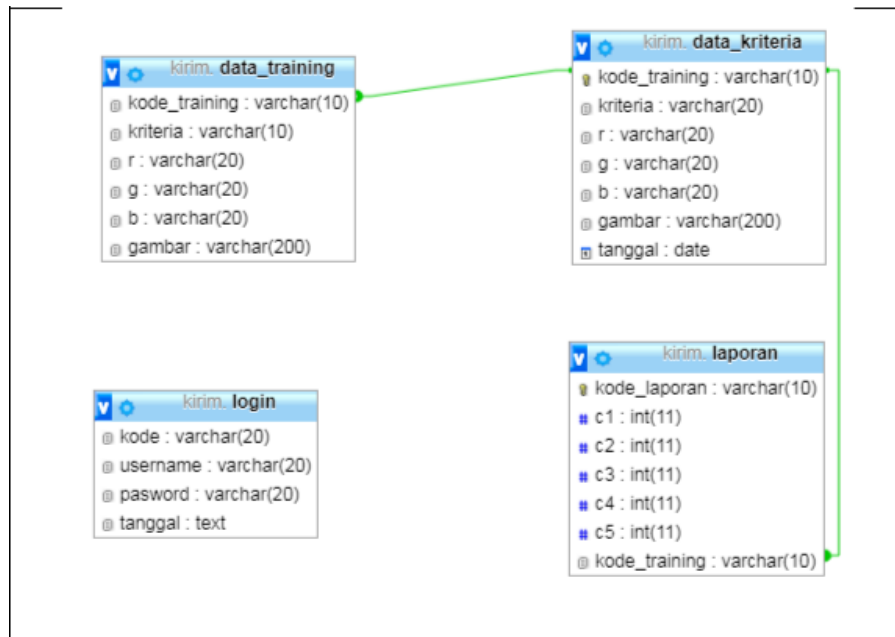 kirim. data_training
kode_training : varchar(10)
kriteria : varchar(10)
r : varchar(20)
g : varchar(20)
b : varchar(20)
gambar : varchar(200)
kirim. data_kriteria
kode_training : varchar(10)
kriteria : varchar(20)
r : varchar(20)
g : varchar(20)
b : varchar(20)
gambar : varchar(200)
tanggal : date
kirim. login
kode : varchar(20)
username : varchar(20)
pasword : varchar(20)
tanggal : text
kirim. laporan
kode_laporan : varchar(10)
c1 : int(11)
c2 : int(11)
c3 : int(11)
c4 : int(11)
c5 : int(11)
kode_training : varchar(10)